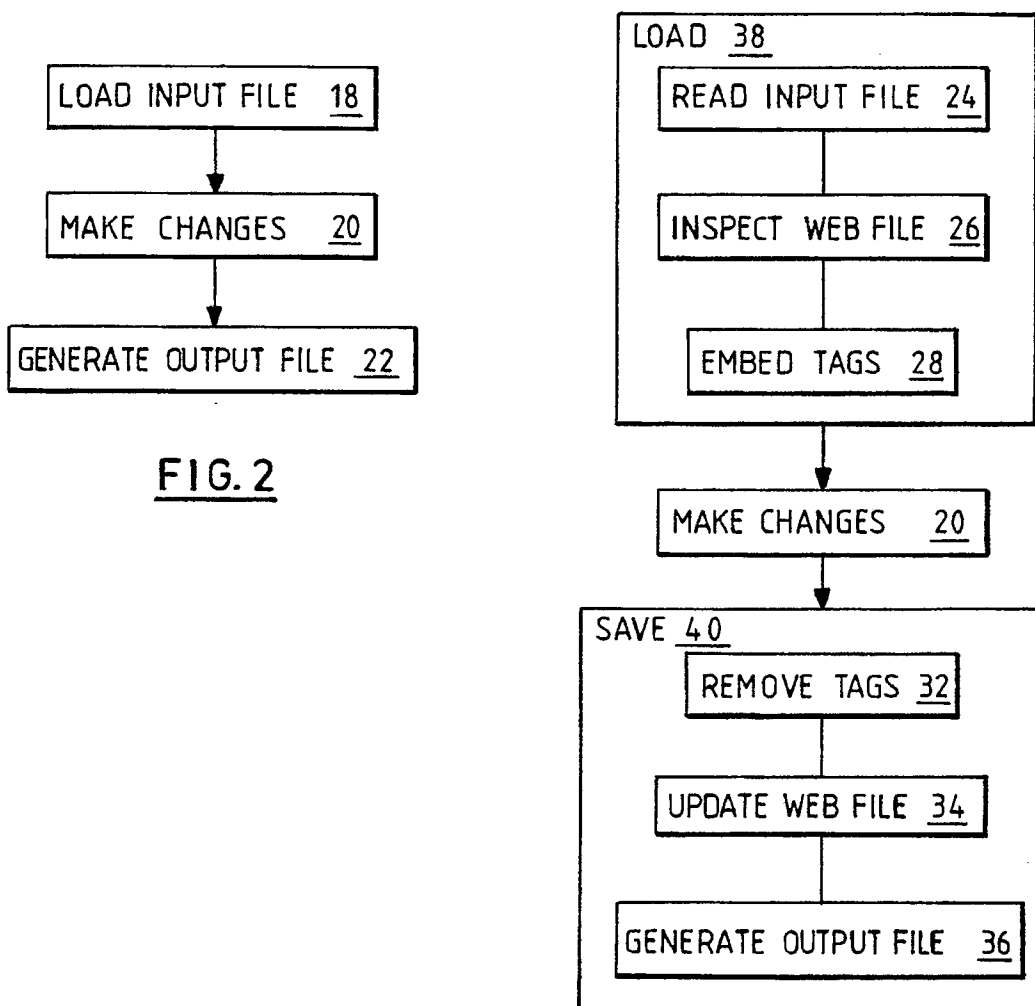 LOAD INPUT FILE 18
MAKE CHANGES 20
GENERATE OUTPUT FILE 22
FIG. 2
LOAD 38
READ INPUT FILE 24
INSPECT WEB FILE 26
EMBED TAGS 28
MAKE CHANGES 20
SAVE 40
REMOVE TAGS 32
UPDATE WEB FILE 34
GENERATE OUTPUT FILE 36